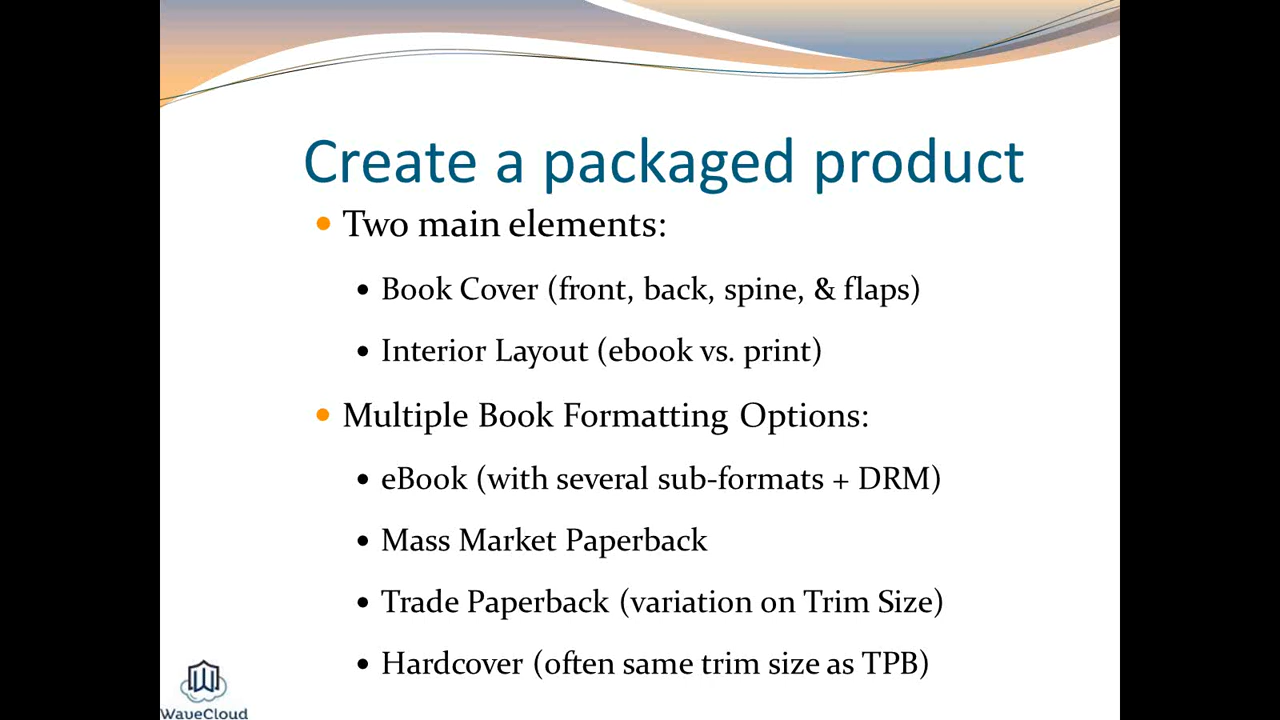 Create a packaged product
• Two main elements:
• Book Cover (front, back, spine, & flaps)
• Interior Layout (ebook vs. print)
• Multiple Book Formatting Options:
• eBook (with several sub-formats + DRM)
• Mass Market Paperback
• Trade Paperback (variation on Trim Size)
• Hardcover (often same trim size as TPB)
WaveCloud